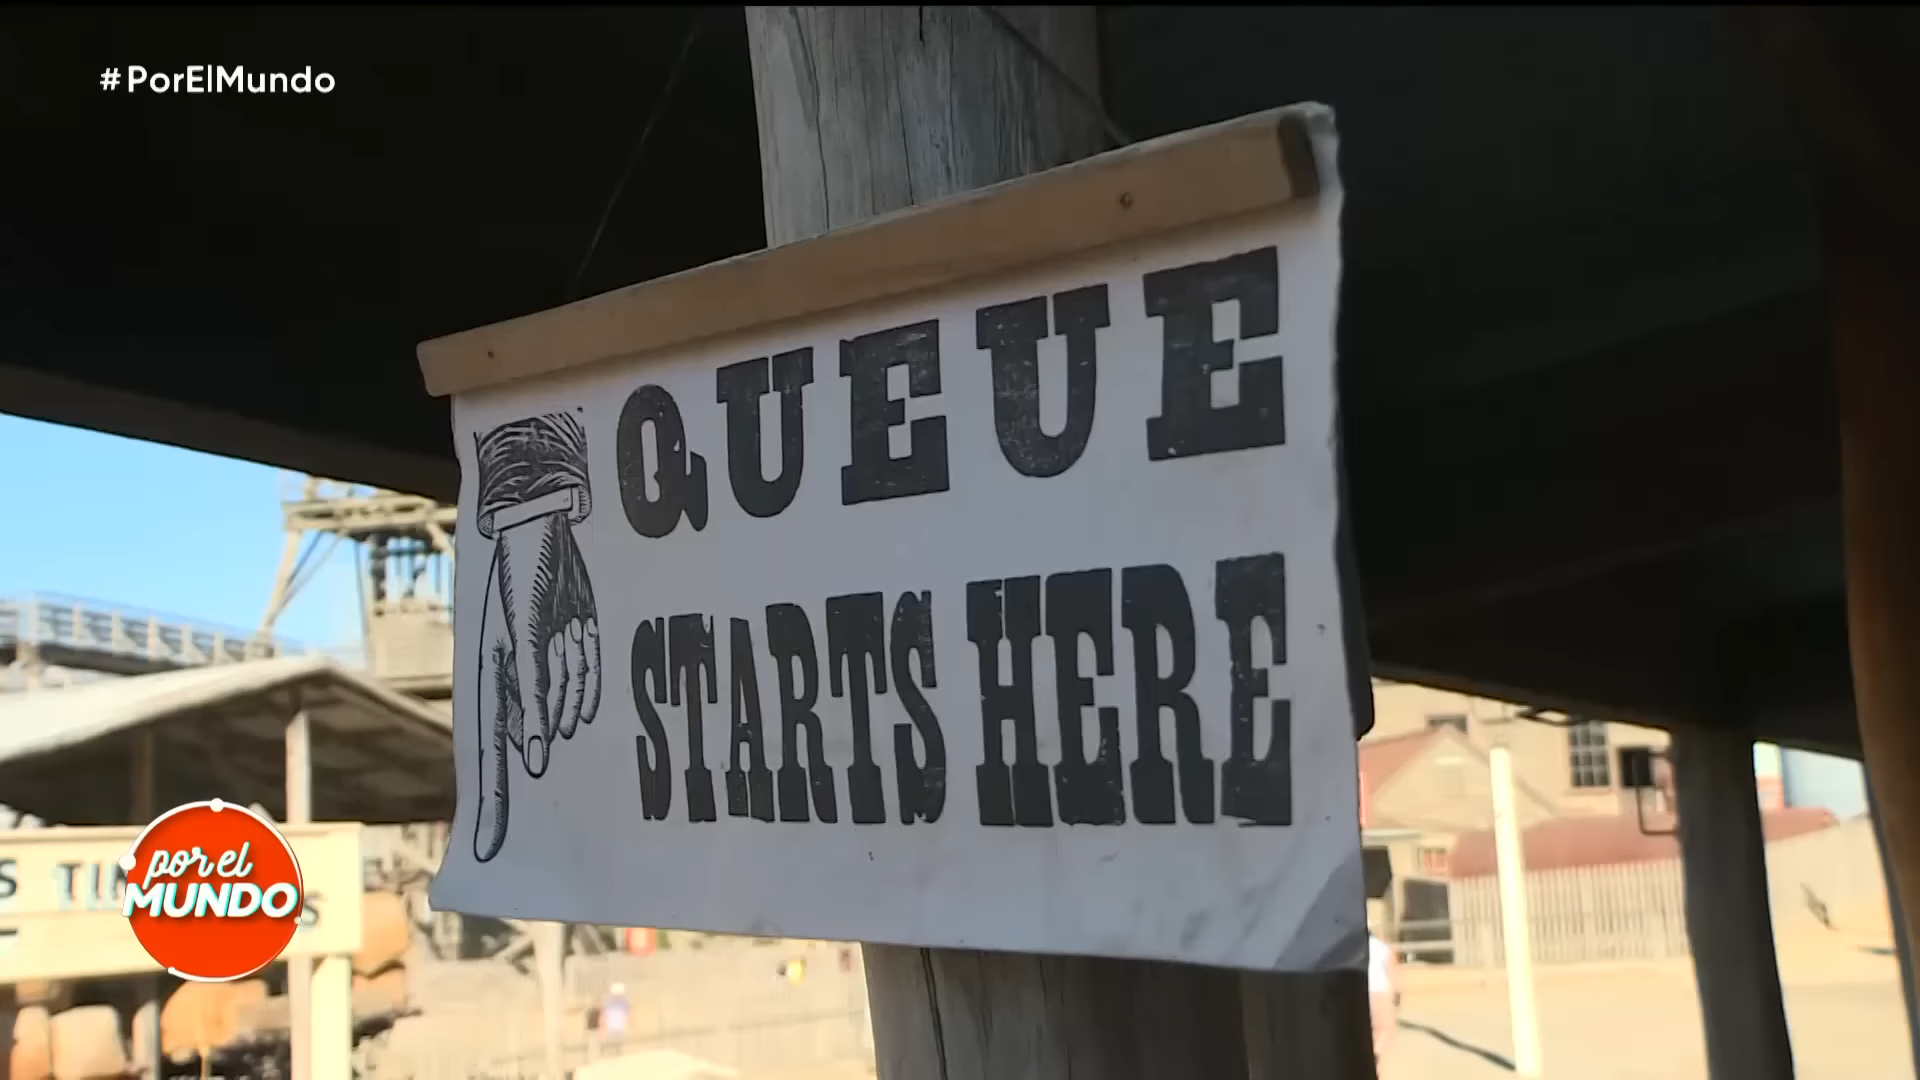 #PorElMundo
QUEUE
STARTS HERE
por el
MUNDO